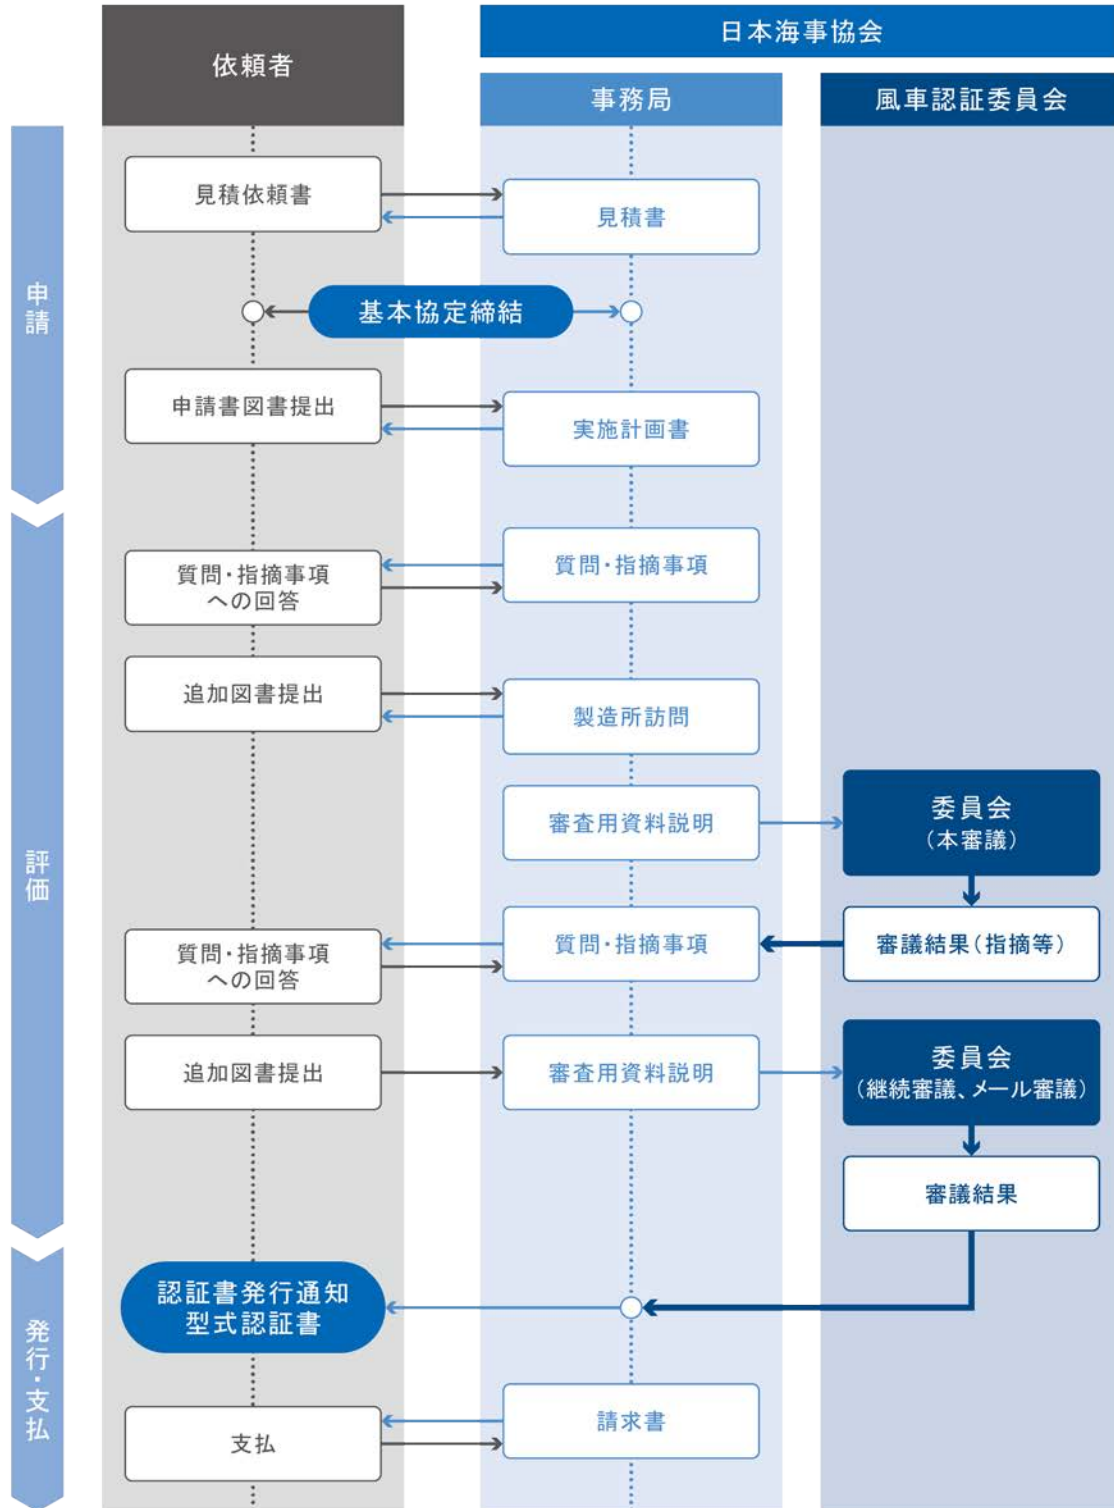 依頼者
日本海事協会
事務局
風車認証委員会
申請
見積依頼書
見積書
基本協定締結
申請書図書提出
実施計画書
評価
質問・指摘事項
質問・指摘事項
への回答
追加図書提出
製造所訪問
審査用資料説明
委員会
（本審議）
質問・指摘事項
審議結果（指摘等）
質問・指摘事項
への回答
追加図書提出
審査用資料説明
委員会
（継続審議、メール審議）
審議結果
発行・支払
認証書発行通知
型式認証書
請求書
支払